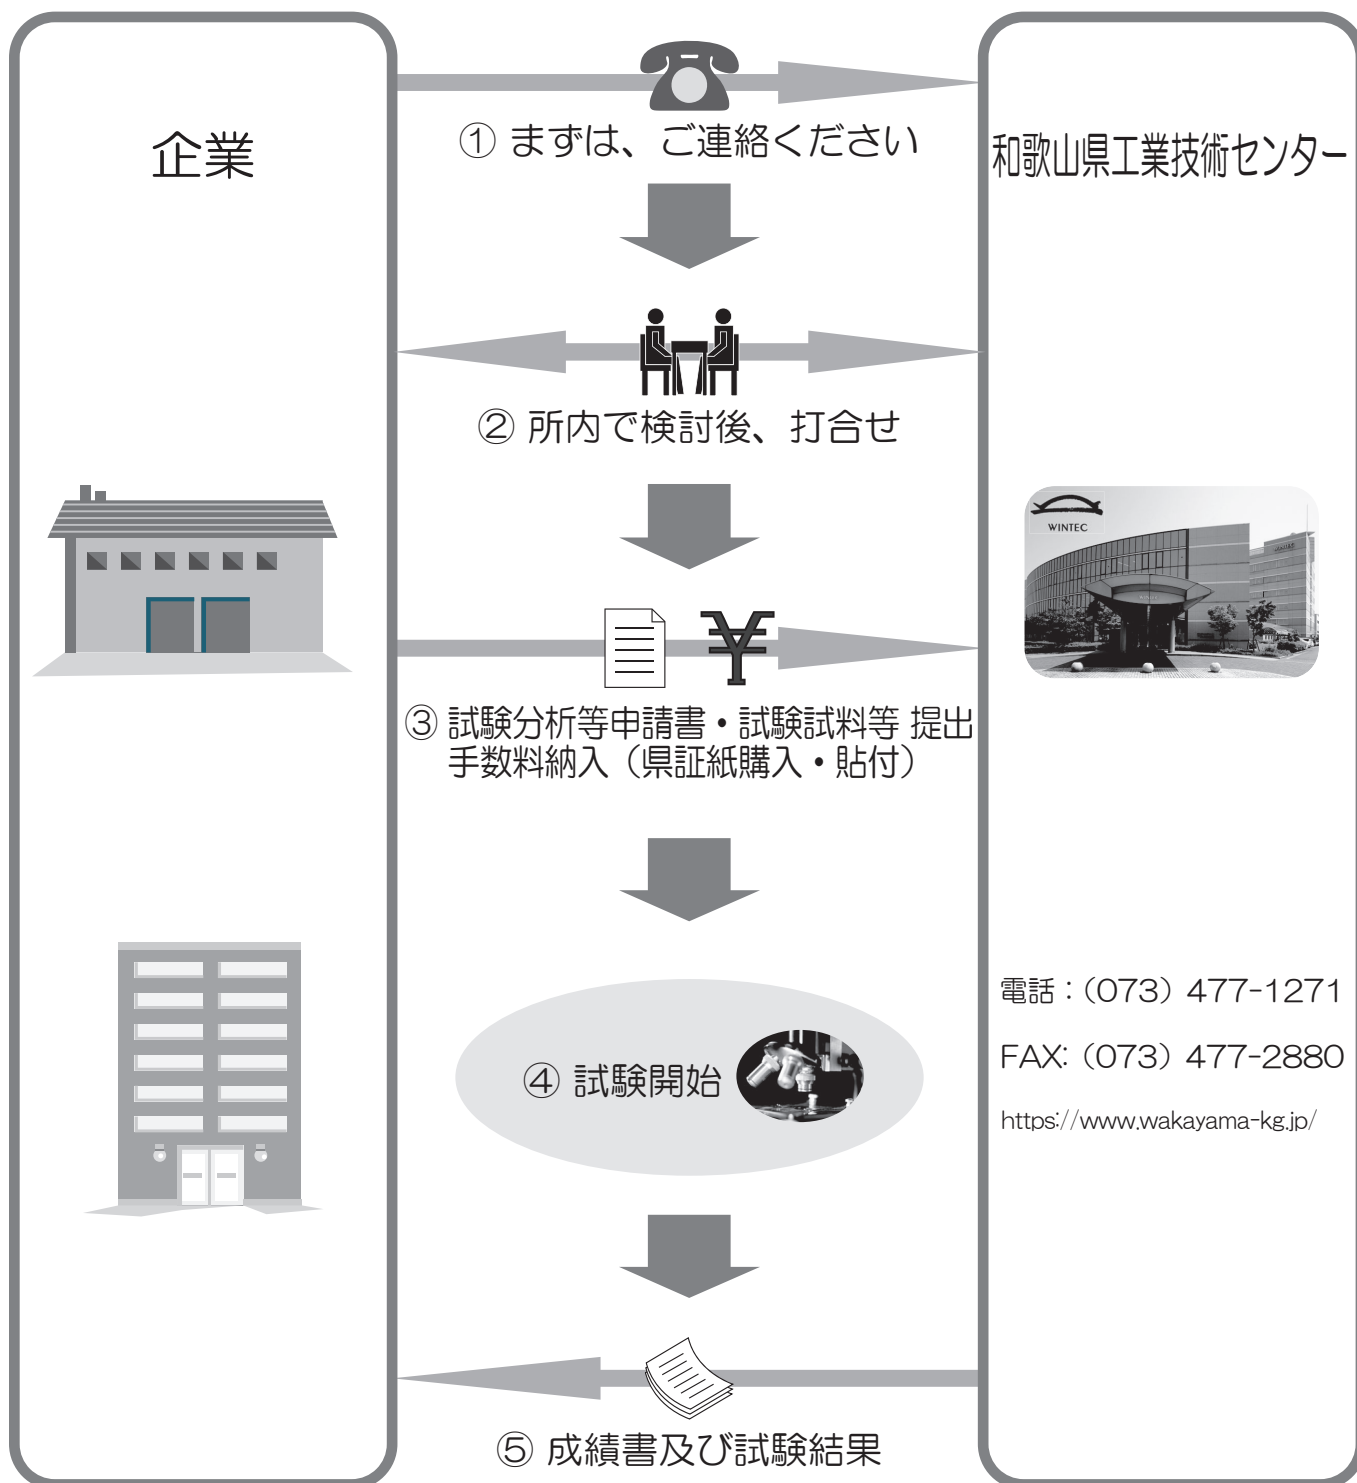 企業
① まずは、ご連絡ください
和歌山県工業技術センター
② 所内で検討後、打合せ
WINTEC
③ 試験分析等申請書・試験試料等 提出
手数料納入（県証紙購入・貼付）
④ 試験開始
電話：（073）477-1271
FAX:（073）477-2880
https://www.wakayama-kg.jp/
⑤ 成績書及び試験結果